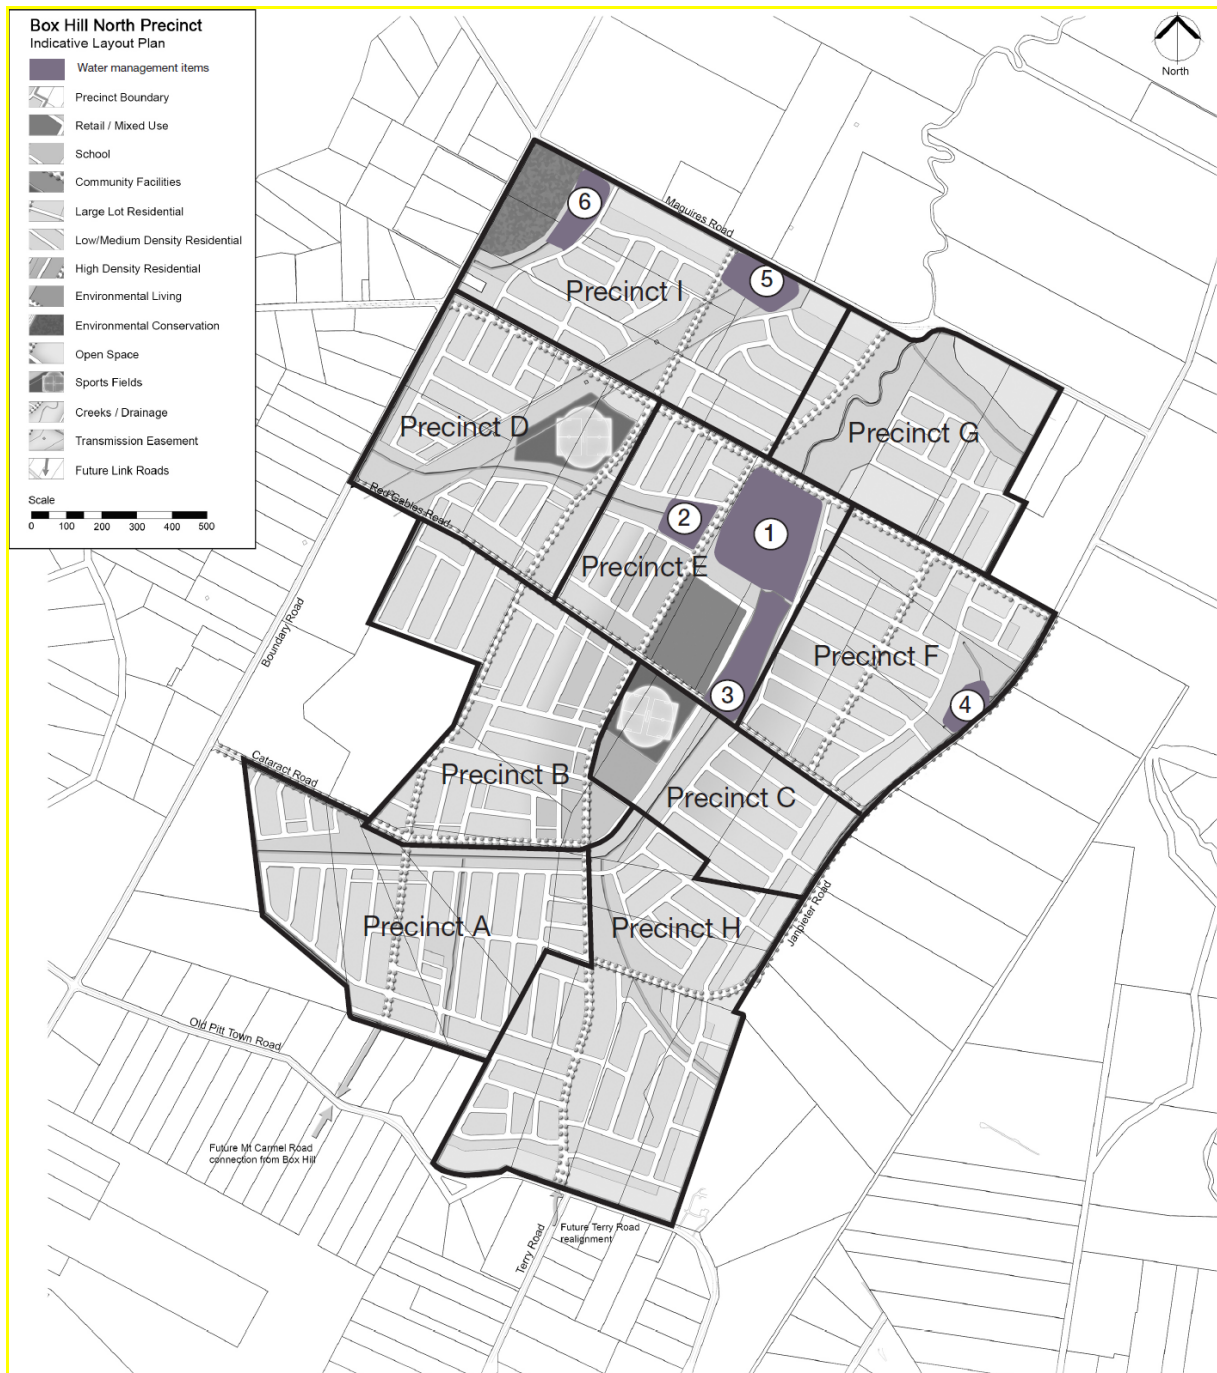 Box Hill North Precinct
Indicative Layout Plan
Water management items
Precinct Boundary
Retail / Mixed Use
School
Community Facilities
Large Lot Residential
Low/Medium Density Residential
High Density Residential
Environmental Living
Environmental Conservation
Open Space
Sports Fields
Creeks / Drainage
Transmission Easement
Future Link Roads
Scale
0 100 200 300 400 500
North
6
Maguires Road
5
Precinct I
Precinct D
Precinct G
Red Gables Road
2
1
Precinct E
Boundary Road
Precinct F
3
4
Cataract Road
Precinct B
Precinct C
Precinct A
Precinct H
Janpieter Road
Old Pitt Town Road
Future Mt Carmel Road
connection from Box Hill
Terry Road
Future Terry Road
realignment